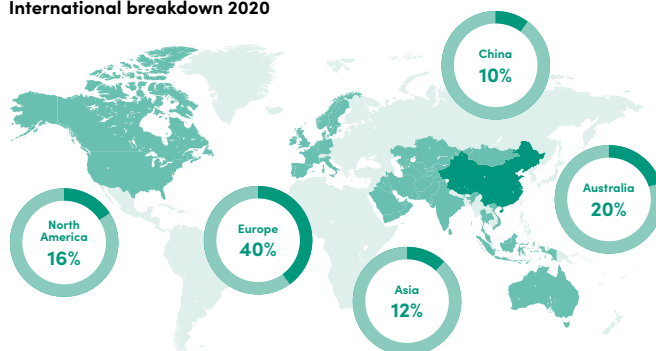 International breakdown 2020
China
10%
Australia
20%
North
America
16%
Europe
40%
Asia
12%